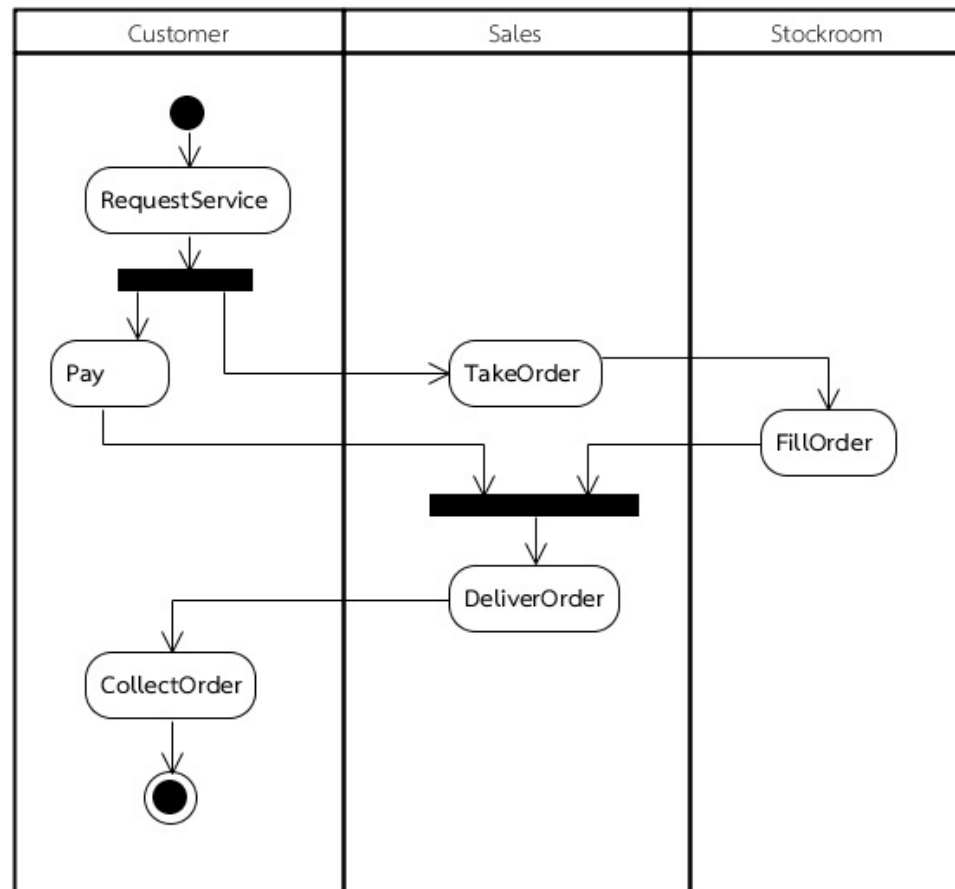 Customer
Sales
Stockroom
RequestService
Pay
TakeOrder
FillOrder
DeliverOrder
CollectOrder